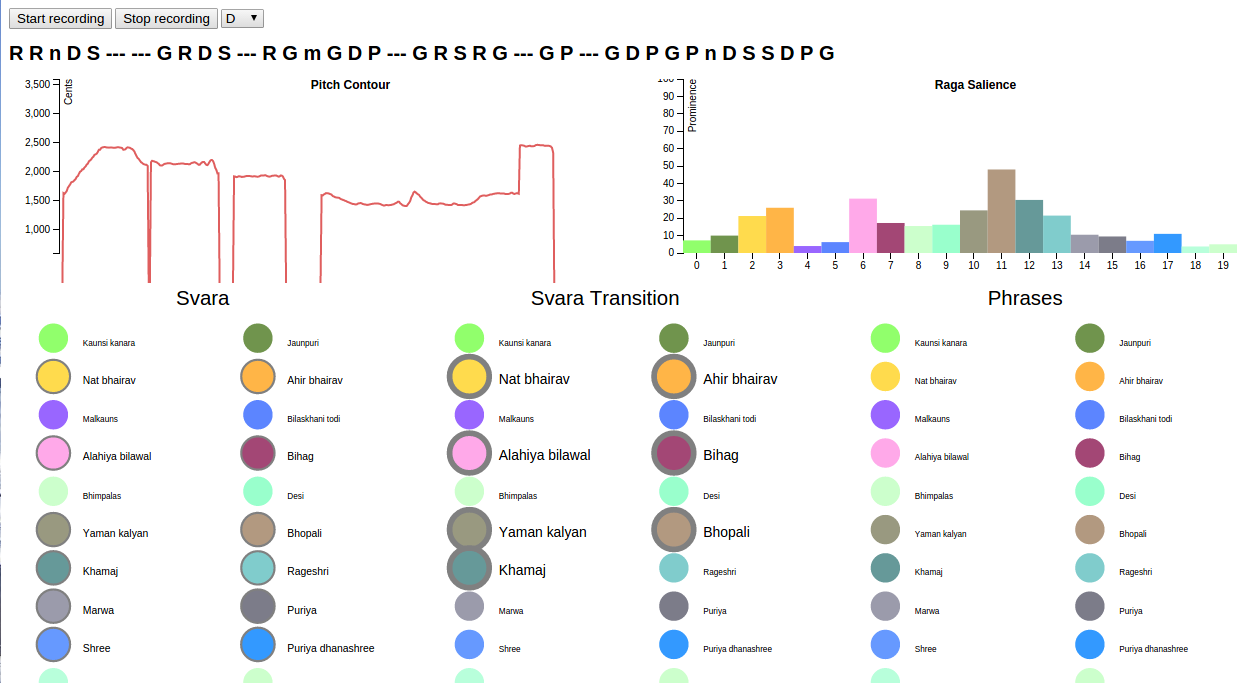 Start recording Stop recording D ▼
R R n D S --- --- G R D S --- R G m G D P --- G R S R G --- G P --- G D P G P n D S S D P G
Pitch Contour
Cents
3,500
3,000
2,500
2,000
1,500
1,000
Raga Salience
Prominence
100
90
80
70
60
50
40
30
20
10
0
0 1 2 3 4 5 6 7 8 9 10 11 12 13 14 15 16 17 18 19
Svara Svara Transition Phrases
Kaunsi kanara Jaunpuri Kaunsi kanara Jaunpuri Kaunsi kanara Jaunpuri
Nat bhairav Ahir bhairav Nat bhairav Ahir bhairav Nat bhairav Ahir bhairav
Malkauns Bilaskhani todi Malkauns Bilaskhani todi Malkauns Bilaskhani todi
Alahiya bilawal Bihag Alahiya bilawal Bihag Alahiya bilawal Bihag
Bhimpalas Desi Bhimpalas Desi Bhimpalas Desi
Yaman kalyan Bhopali Yaman kalyan Bhopali Yaman kalyan Bhopali
Khamaj Rageshri Khamaj Rageshri Khamaj Rageshri
Marwa Puriya Marwa Puriya Marwa Puriya
Shree Puriya dhanashree Shree Puriya dhanashree Shree Puriya dhanashree